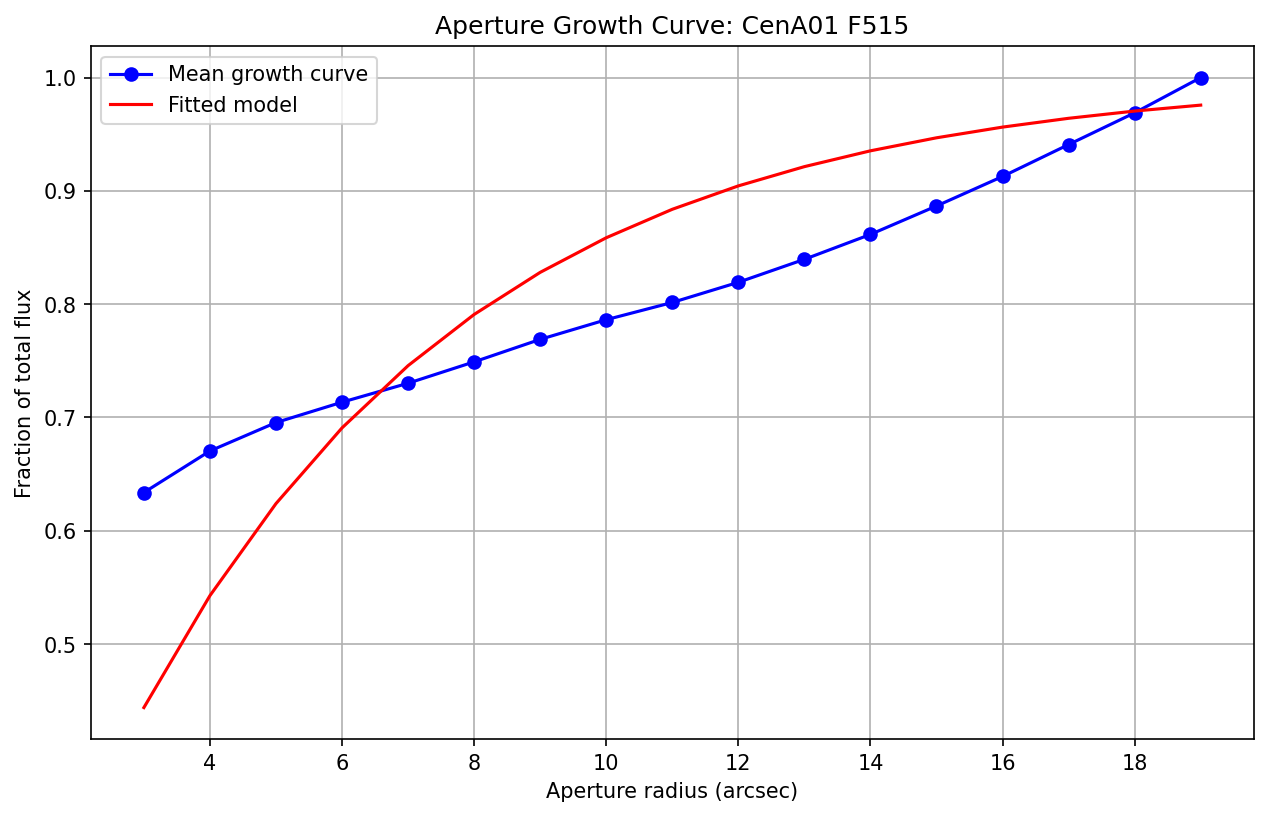 Aperture Growth Curve: CenA01 F515
Mean growth curve
Fitted model
Fraction of total flux
1.0
0.9
0.8
0.7
0.6
0.5
4 6 8 10 12 14 16 18
Aperture radius (arcsec)